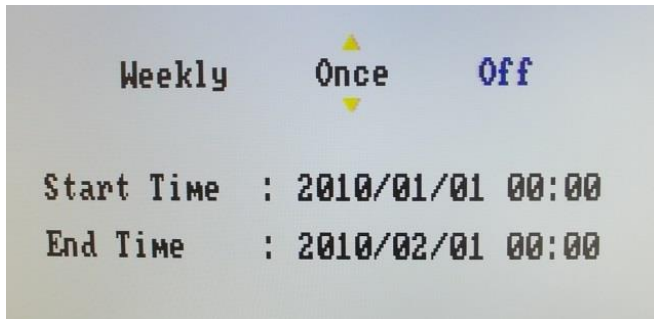 Weekly Once Off
Start Time : 2010/01/01 00:00
End Time : 2010/02/01 00:00